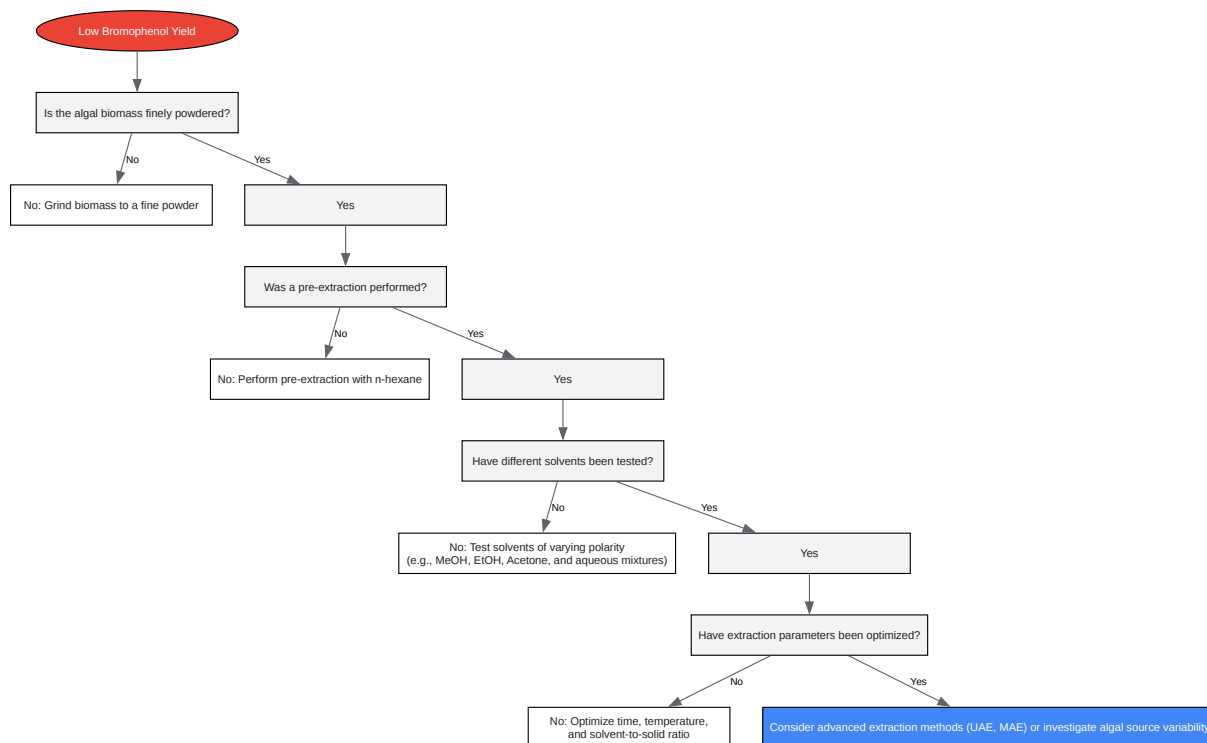 Low Bromophenol Yield
Is the algal biomass finely powdered?
No
Yes
No: Grind biomass to a fine powder
Yes
Was a pre-extraction performed?
No
Yes
No: Perform pre-extraction with n-hexane
Yes
Have different solvents been tested?
No
Yes
No: Test solvents of varying polarity
(e.g., MeOH, EtOH, Acetone, and aqueous mixtures)
Yes
Have extraction parameters been optimized?
No
Yes
No: Optimize time, temperature,
and solvent-to-solid ratio
Consider advanced extraction methods (UAE, MAE) or investigate algal source variability